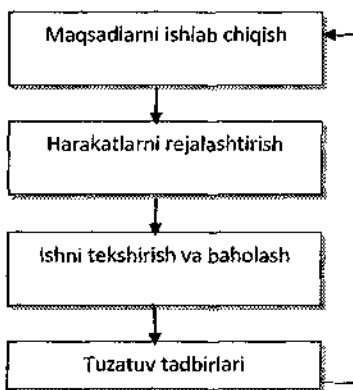 Maqsadlarni ishlab chiqish
Harakatlarni rejalashtirish
Ishni tekshirish va baholash
Tuzatuv tadbirlari